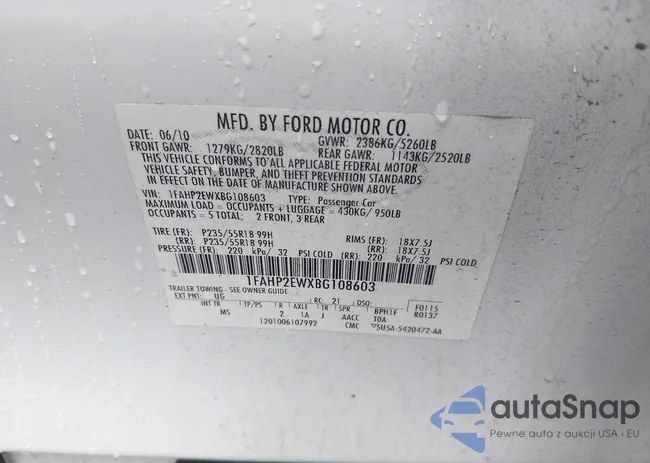 MFD. BY FORD MOTOR CO.
DATE: 06/10 GVWR: 2386KG/5260LB
FRONT GAWR: 1279KG/2820LB REAR GAWR: 1143KG/2520LB
THIS VEHICLE CONFORMS TO ALL APPLICABLE FEDERAL MOTOR
VEHICLE SAFETY, BUMPER, AND THEFT PREVENTION STANDARDS
IN EFFECT ON THE DATE OF MANUFACTURE SHOWN ABOVE.
VIN: 1FAHP2EWXBG108603 TYPE: Passenger Car
MAXIMUM LOAD = OCCUPANTS + LUGGAGE = 430KG/ 950LB
OCCUPANTS = 5 TOTAL; 2 FRONT, 3 REAR
TIRE (FR): P235/55R18 99H RIMS (FR): 18X7.5J
(RR): P235/55R18 99H (RR): 18X7.5J
PRESSURE (FR): 220 kPa/ 32 PSI COLD (RR): 220 kPa/ 32 PSI COLD
1FAHP2EWXBG108603
TRAILER TOWING - SEE OWNER GUIDE
EXT PNT: UG RC: 21 DSO: F0115
INT TR TP/PS R AXLE TR SPR BPHTF R0137
MS 2 1A J AACC TOA
1201006107992 CMC 5U5A-5420472-AA
autaSnap
Pewne auta z aukcji USA i EU